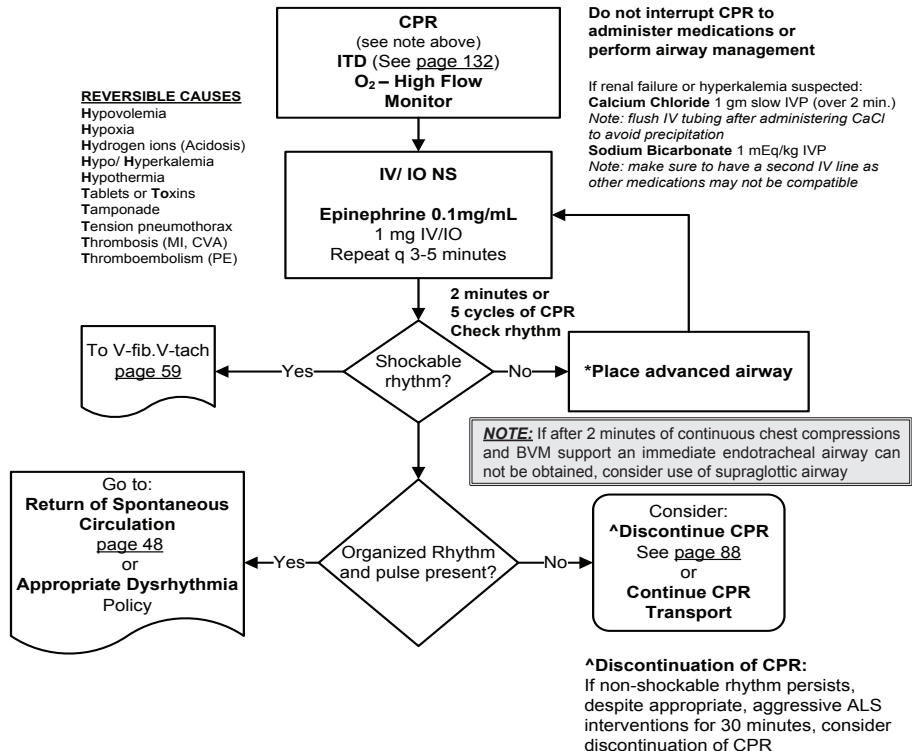 CPR
(see note above)
ITD (See page 132)
O₂ – High Flow
Monitor
Do not interrupt CPR to
administer medications or
perform airway management
If renal failure or hyperkalemia suspected:
Calcium Chloride 1 gm slow IVP (over 2 min.)
Note: flush IV tubing after administering CaCl
to avoid precipitation
Sodium Bicarbonate 1 mEq/kg IVP
Note: make sure to have a second IV line as
other medications may not be compatible
REVERSIBLE CAUSES
Hypovolemia
Hypoxia
Hydrogen ions (Acidosis)
Hypo/ Hyperkalemia
Hypothermia
Tablets or Toxins
Tamponade
Tension pneumothorax
Thrombosis (MI, CVA)
Thromboembolism (PE)
IV/ IO NS
Epinephrine 0.1mg/mL
1 mg IV/IO
Repeat q 3-5 minutes
2 minutes or
5 cycles of CPR
Check rhythm
To V-fib.V-tach
page 59
Yes
Shockable
rhythm?
No
*Place advanced airway
NOTE: If after 2 minutes of continuous chest compressions
and BVM support an immediate endotracheal airway can
not be obtained, consider use of supraglottic airway
Go to:
Return of Spontaneous
Circulation
page 48
or
Appropriate Dysrhythmia
Policy
Yes
Organized Rhythm
and pulse present?
No
Consider:
^Discontinue CPR
See page 88
or
Continue CPR
Transport
^Discontinuation of CPR:
If non-shockable rhythm persists,
despite appropriate, aggressive ALS
interventions for 30 minutes, consider
discontinuation of CPR